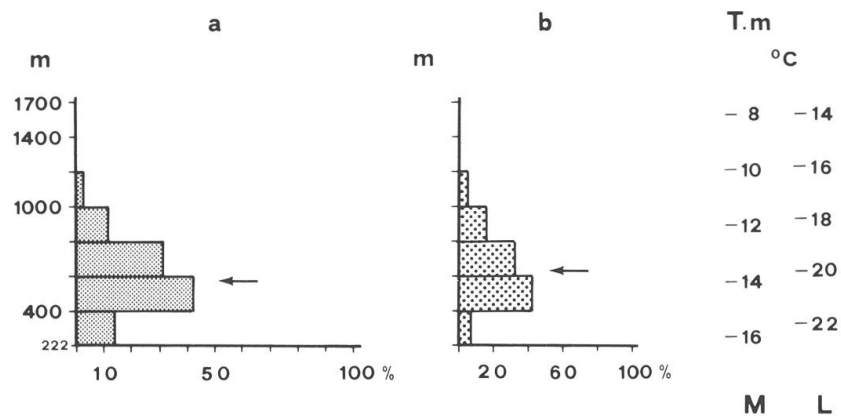 a b T.m
m m °C
1700
1400
1000
400
222
10 50 100 %
20 60 100 %
– 8 – 14
– 10 – 16
– 12 – 18
– 14 – 20
– 16 – 22
M L